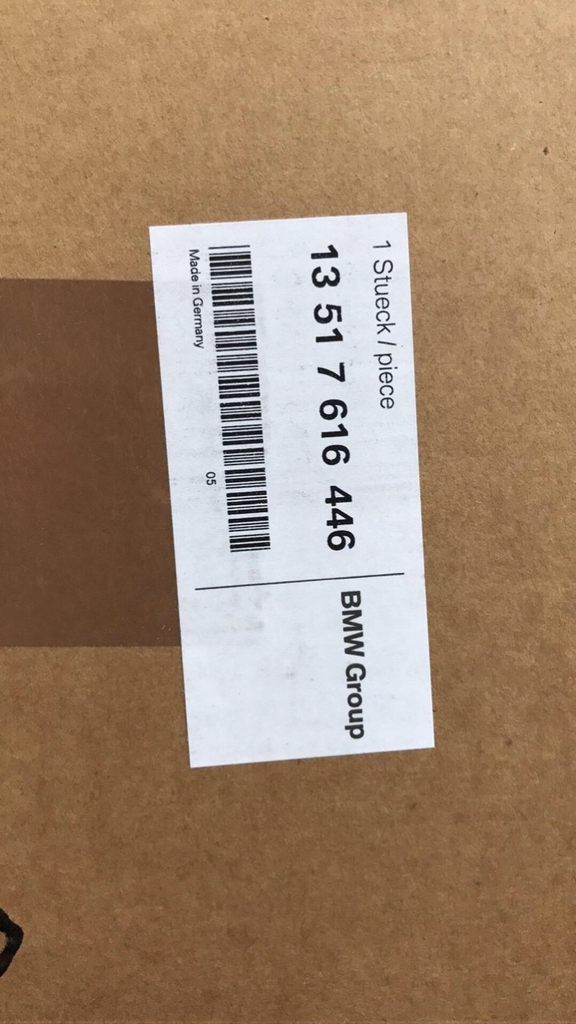 1 Stueck / piece
13 51 7 616 446
05
Made in Germany
BMW Group